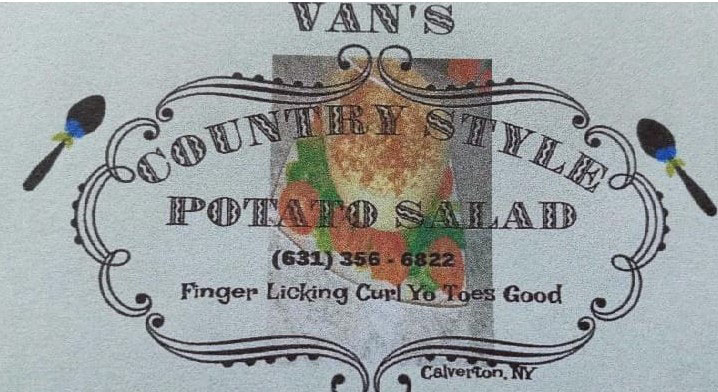 VAN'S
COUNTRY STYLE
POTATO SALAD
(631) 356 - 6822
Finger Licking Curl Yo Toes Good
Calverton, NY